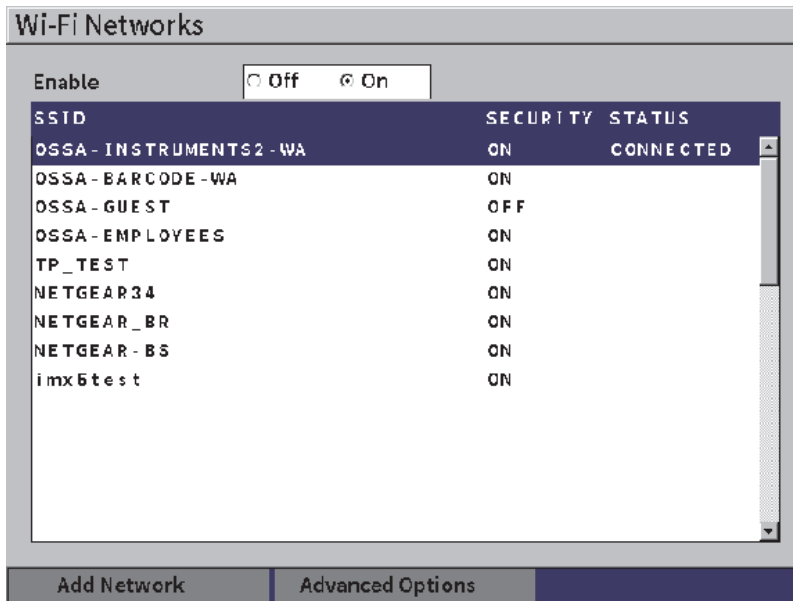 Wi-Fi Networks
Enable Off On
SSID SECURITY STATUS
OSSA-INSTRUMENTS2-WA ON CONNECTED
OSSA-BARCODE-WA ON
OSSA-GUEST OFF
OSSA-EMPLOYEES ON
TP_TEST ON
NETGEAR34 ON
NETGEAR_BR ON
NETGEAR-BS ON
imx6test ON
Add Network Advanced Options